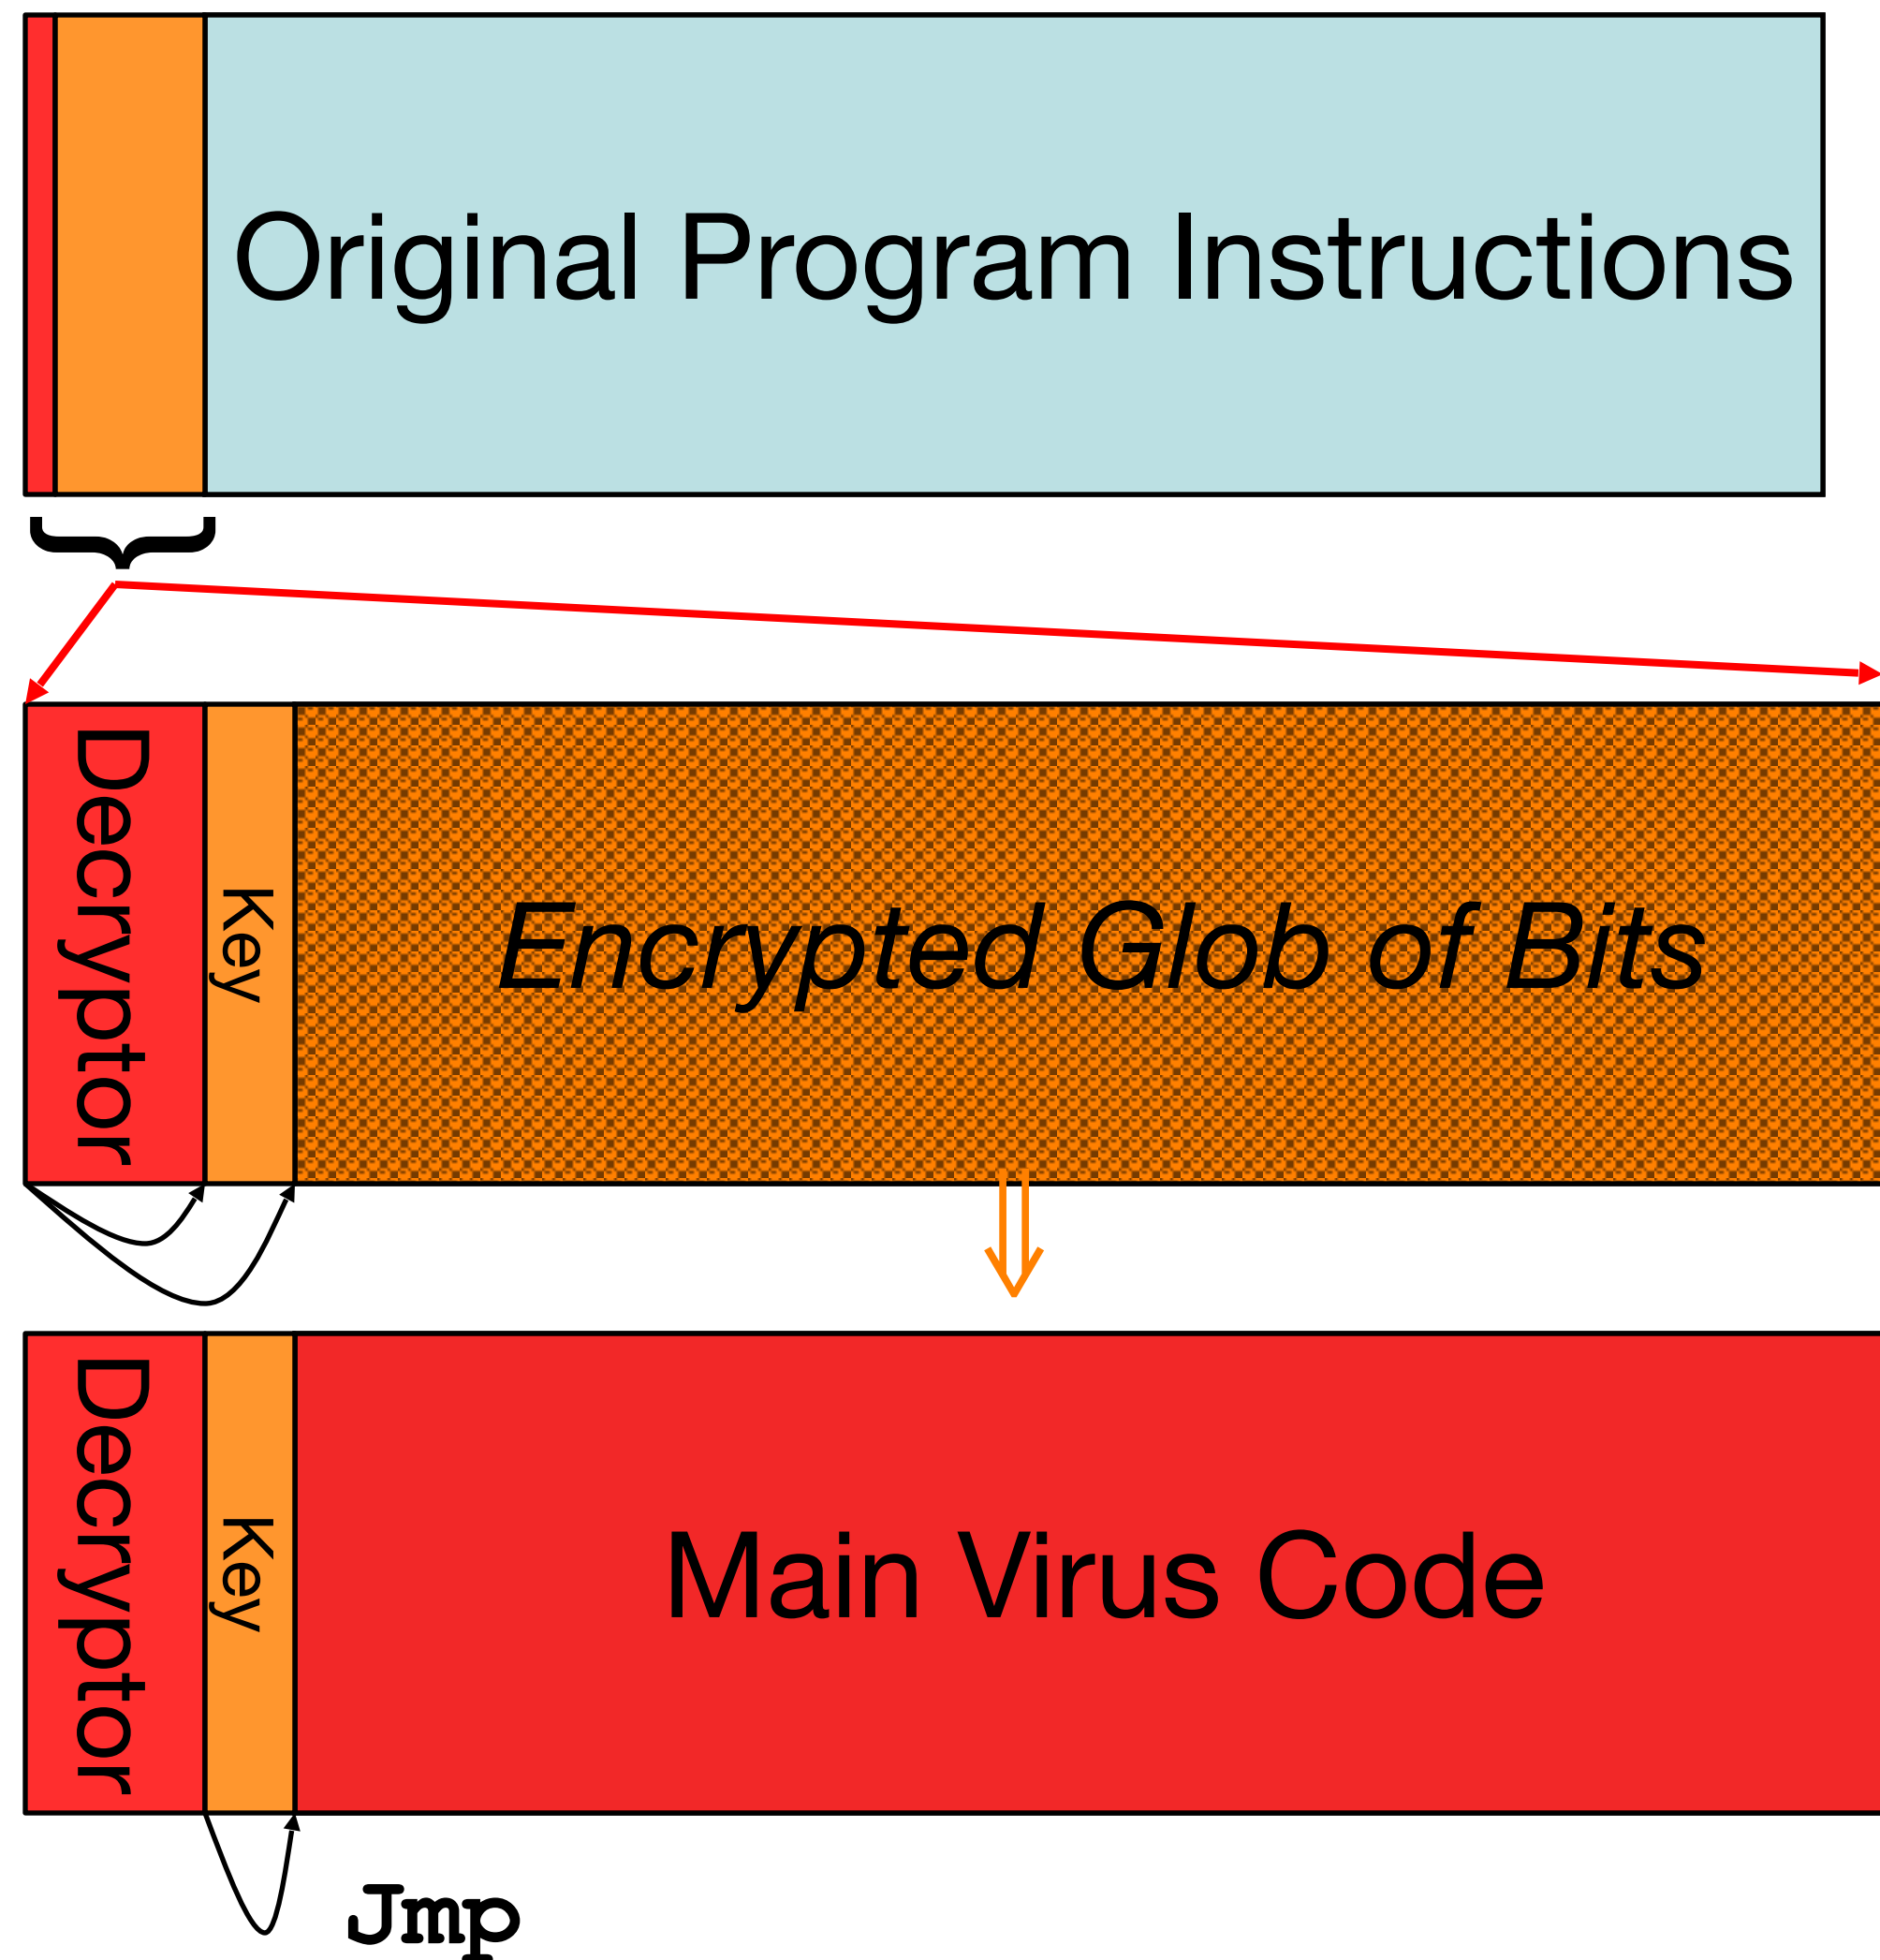 Original Program Instructions
Decryptor
Key
Encrypted Glob of Bits
Decryptor
Key
Main Virus Code
Jmp